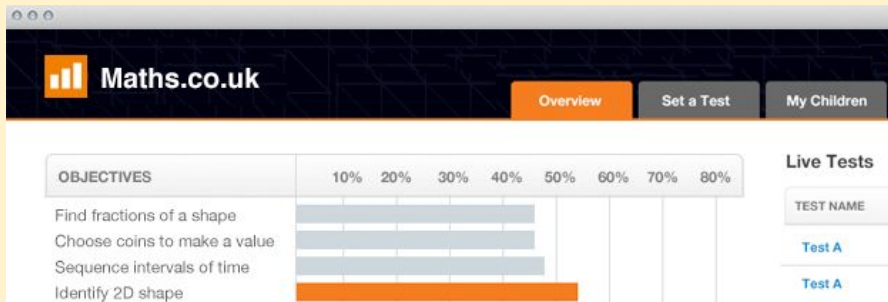 Maths.co.uk
Overview Set a Test My Children
OBJECTIVES 10% 20% 30% 40% 50% 60% 70% 80%
Find fractions of a shape
Choose coins to make a value
Sequence intervals of time
Identify 2D shape
Live Tests
TEST NAME
Test A
Test A